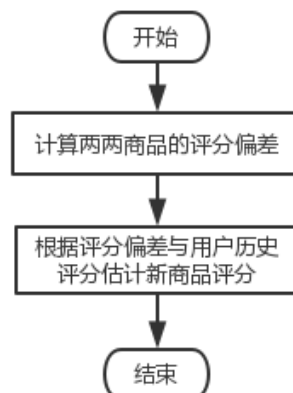 开始
计算两两商品的评分偏差
根据评分偏差与用户历史
评分估计新商品评分
结束